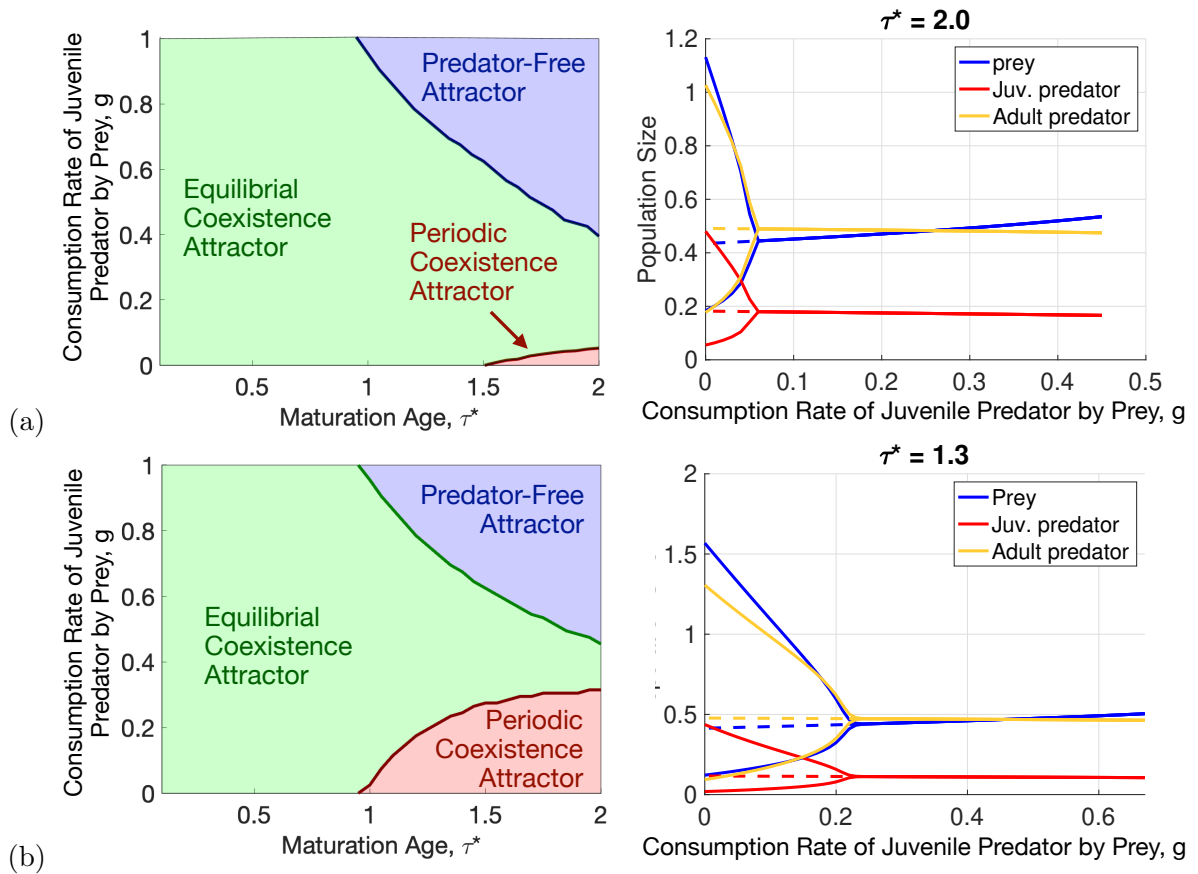 (a)
Consumption Rate of Juvenile
Predator by Prey, g
1
0.8
0.6
0.4
0.2
0
0.5
1
1.5
2
Maturation Age, τ*
Predator-Free
Attractor
Equilibrial
Coexistence
Attractor
Periodic
Coexistence
Attractor
τ* = 2.0
Population Size
1.2
1
0.8
0.6
0.4
0.2
0
0
0.1
0.2
0.3
0.4
0.5
Consumption Rate of Juvenile Predator by Prey, g
prey
Juv. predator
Adult predator
(b)
Consumption Rate of Juvenile
Predator by Prey, g
1
0.8
0.6
0.4
0.2
0
0.5
1
1.5
2
Maturation Age, τ*
Predator-Free
Attractor
Equilibrial
Coexistence
Attractor
Periodic
Coexistence
Attractor
τ* = 1.3
2
1.5
1
0.5
0
0
0.2
0.4
0.6
Consumption Rate of Juvenile Predator by Prey, g
Prey
Juv. predator
Adult predator